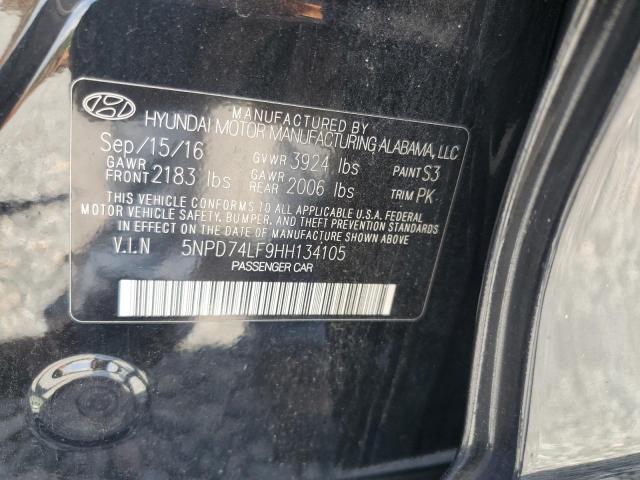 MANUFACTURED BY
HYUNDAI MOTOR MANUFACTURING ALABAMA, LLC
Sep/15/16 GVWR 3924 lbs PAINT S3
GAWR FRONT 2183 lbs GAWR REAR 2006 lbs TRIM PK
THIS VEHICLE CONFORMS TO ALL APPLICABLE U.S.A. FEDERAL
MOTOR VEHICLE SAFETY, BUMPER, AND THEFT PREVENTION STANDARDS
IN EFFECT ON THE DATE OF MANUFACTURE SHOWN ABOVE
V.I.N 5NPD74LF9HH134105
PASSENGER CAR